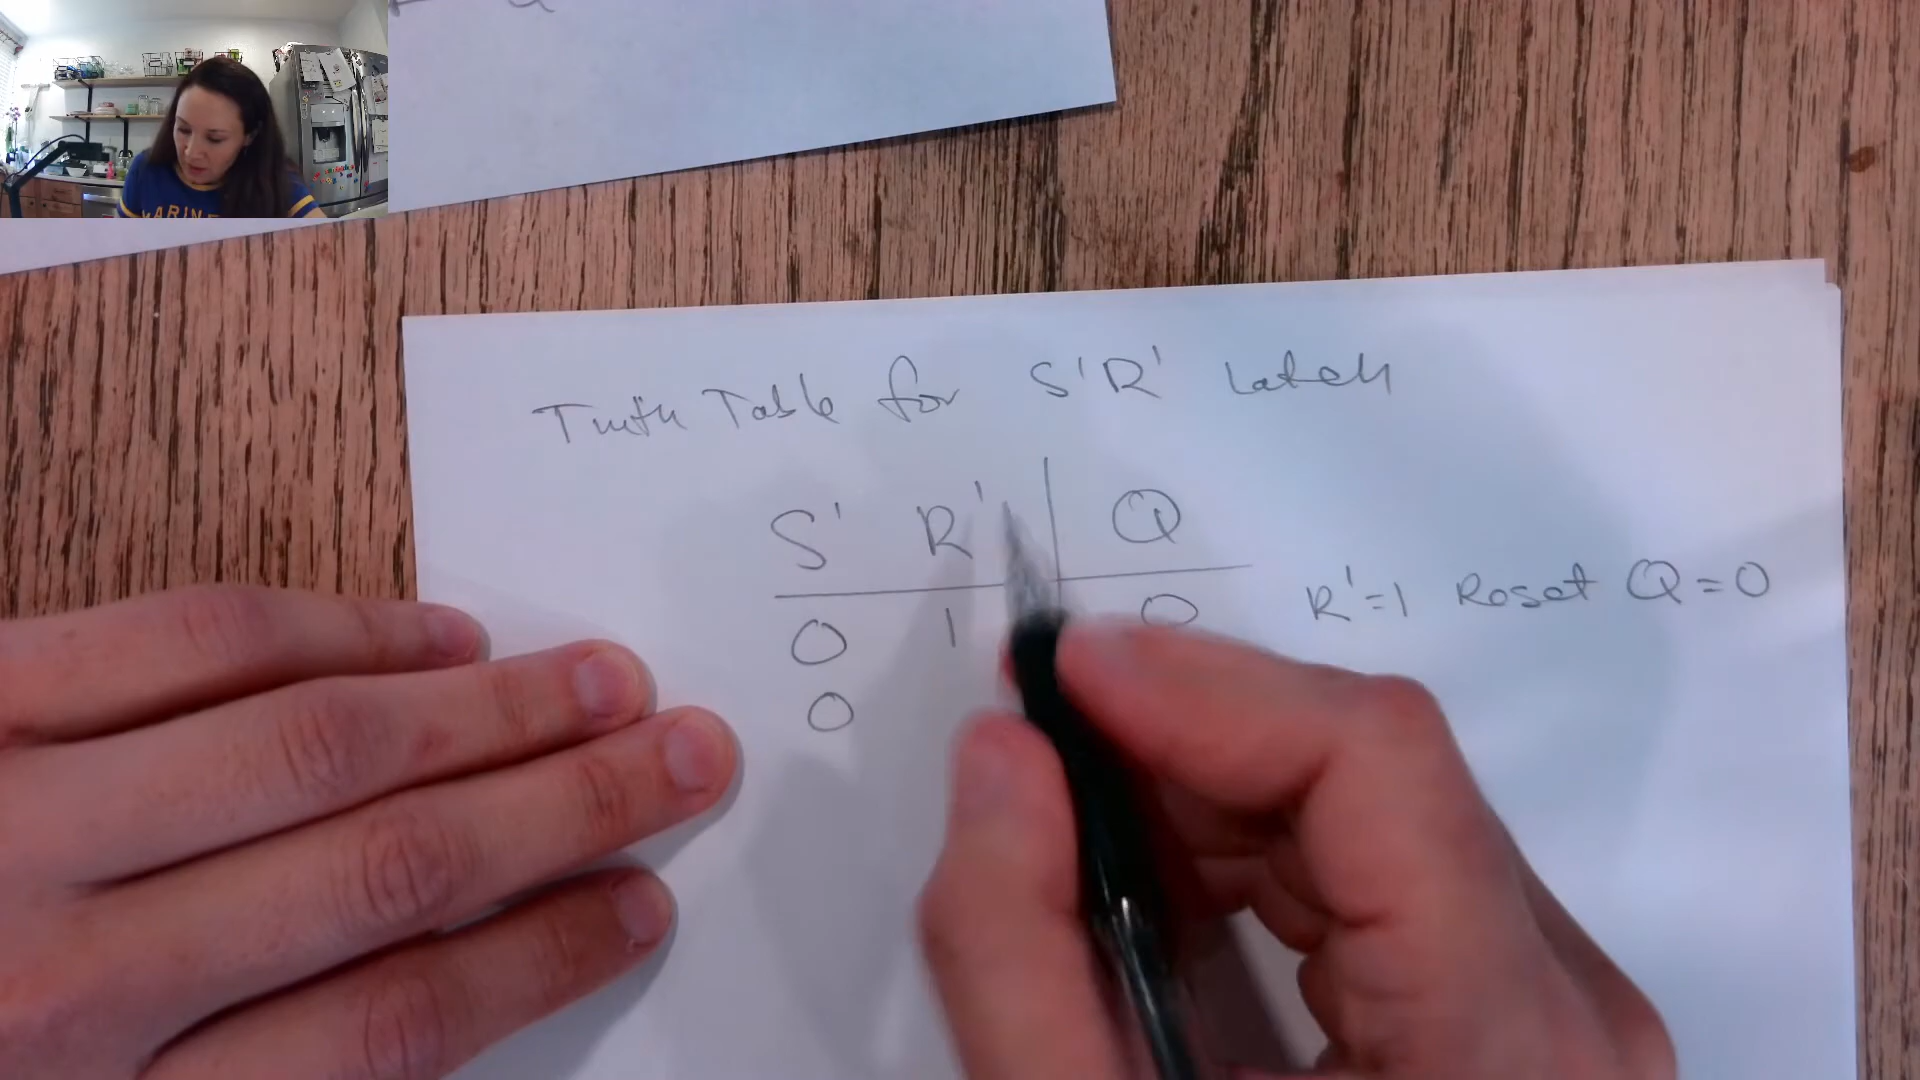 Truth Table for S'R' Latch
S' R' Q
0 1 0 R'=1 Reset Q=0
0